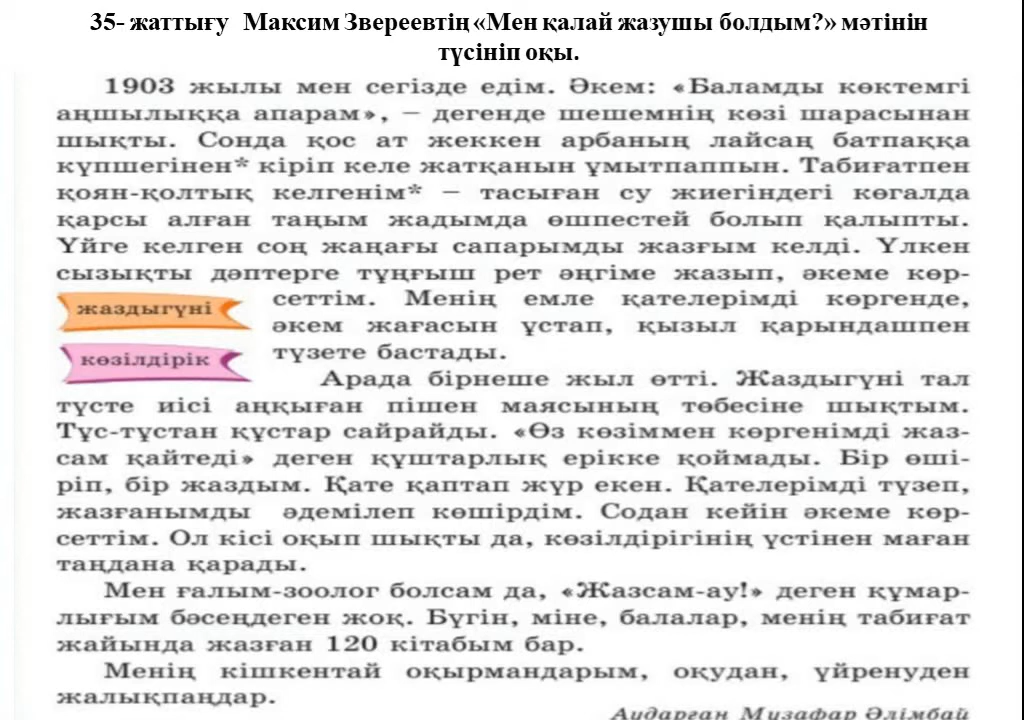 35- жаттығу Максим Звереевтің «Мен қалай жазушы болдым?» мәтінін
түсініп оқы.
1903 жылы мен сегізде едім. Әкем: «Баламды көктемгі
аңшылыққа апарам», – дегенде шешемнің көзі шарасынан
шықты. Сонда қос ат жеккен арбаның лайсаң батпаққа
күпшегінен* кіріп келе жатқанын ұмытпаппын. Табиғатпен
қоян-қолтық келгенім* – тасыған су жиегіндегі көгалда
қарсы алған таңым жадымда өшпестей болып қалыпты.
Үйге келген соң жаңағы сапарымды жазғым келді. Үлкен
сызықты дәптерге тұңғыш рет әңгіме жазып, әкеме көр-
сеттім. Менің емле қателерімді көргенде,
әкем жағасын ұстап, қызыл қарындашпен
түзете бастады.
жаздыгүні
көзілдірік
Арада бірнеше жыл өтті. Жаздыгүні тал
түсте иісі аңқыған пішен маясының төбесіне шықтым.
Тұс-тұстан құстар сайрайды. «Өз көзіммен көргенімді жаз-
сам қайтеді» деген құштарлық ерікке қоймады. Бір өші-
ріп, бір жаздым. Қате қаптап жүр екен. Қателерімді түзеп,
жазғанымды әдемілеп көшірдім. Содан кейін әкеме көр-
сеттім. Ол кісі оқып шықты да, көзілдірігінің үстінен маған
таңдана қарады.
Мен ғалым-зоолог болсам да, «Жазсам-ау!» деген құмар-
лығым бәсеңдеген жоқ. Бүгін, міне, балалар, менің табиғат
жайында жазған 120 кітабым бар.
Менің кішкентай оқырмандарым, оқудан, үйренуден
жалықпаңдар.
Аударған Музафар Әлімбай